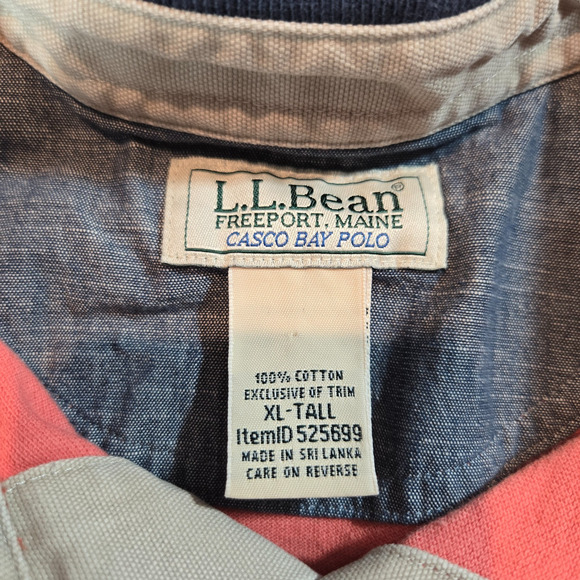 L.L.Bean®
FREEPORT, MAINE
CASCO BAY POLO
100% COTTON
EXCLUSIVE OF TRIM
XL-TALL
ItemID 525699
MADE IN SRI LANKA
CARE ON REVERSE